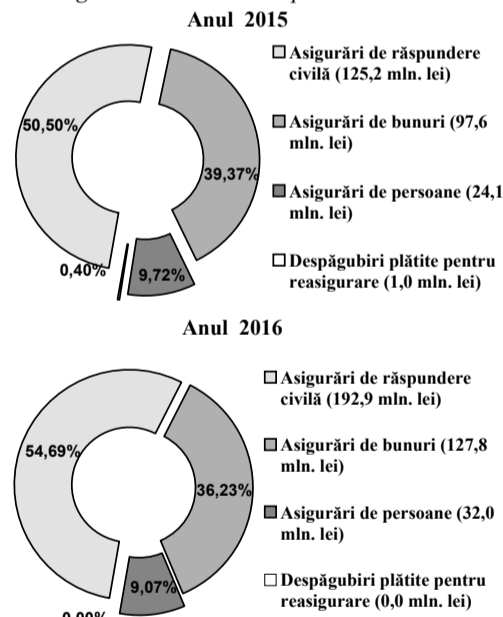 Anul 2015
50,50%
39,37%
9,72%
0,40%
Asigurări de răspundere
civilă (125,2 mln. lei)
Asigurări de bunuri (97,6
mln. lei)
Asigurări de persoane (24,1
mln. lei)
Despăgubiri plătite pentru
reasigurare (1,0 mln. lei)
Anul 2016
54,69%
36,23%
9,07%
Asigurări de răspundere
civilă (192,9 mln. lei)
Asigurări de bunuri (127,8
mln. lei)
Asigurări de persoane (32,0
mln. lei)
Despăgubiri plătite pentru
reasigurare (0,0 mln. lei)